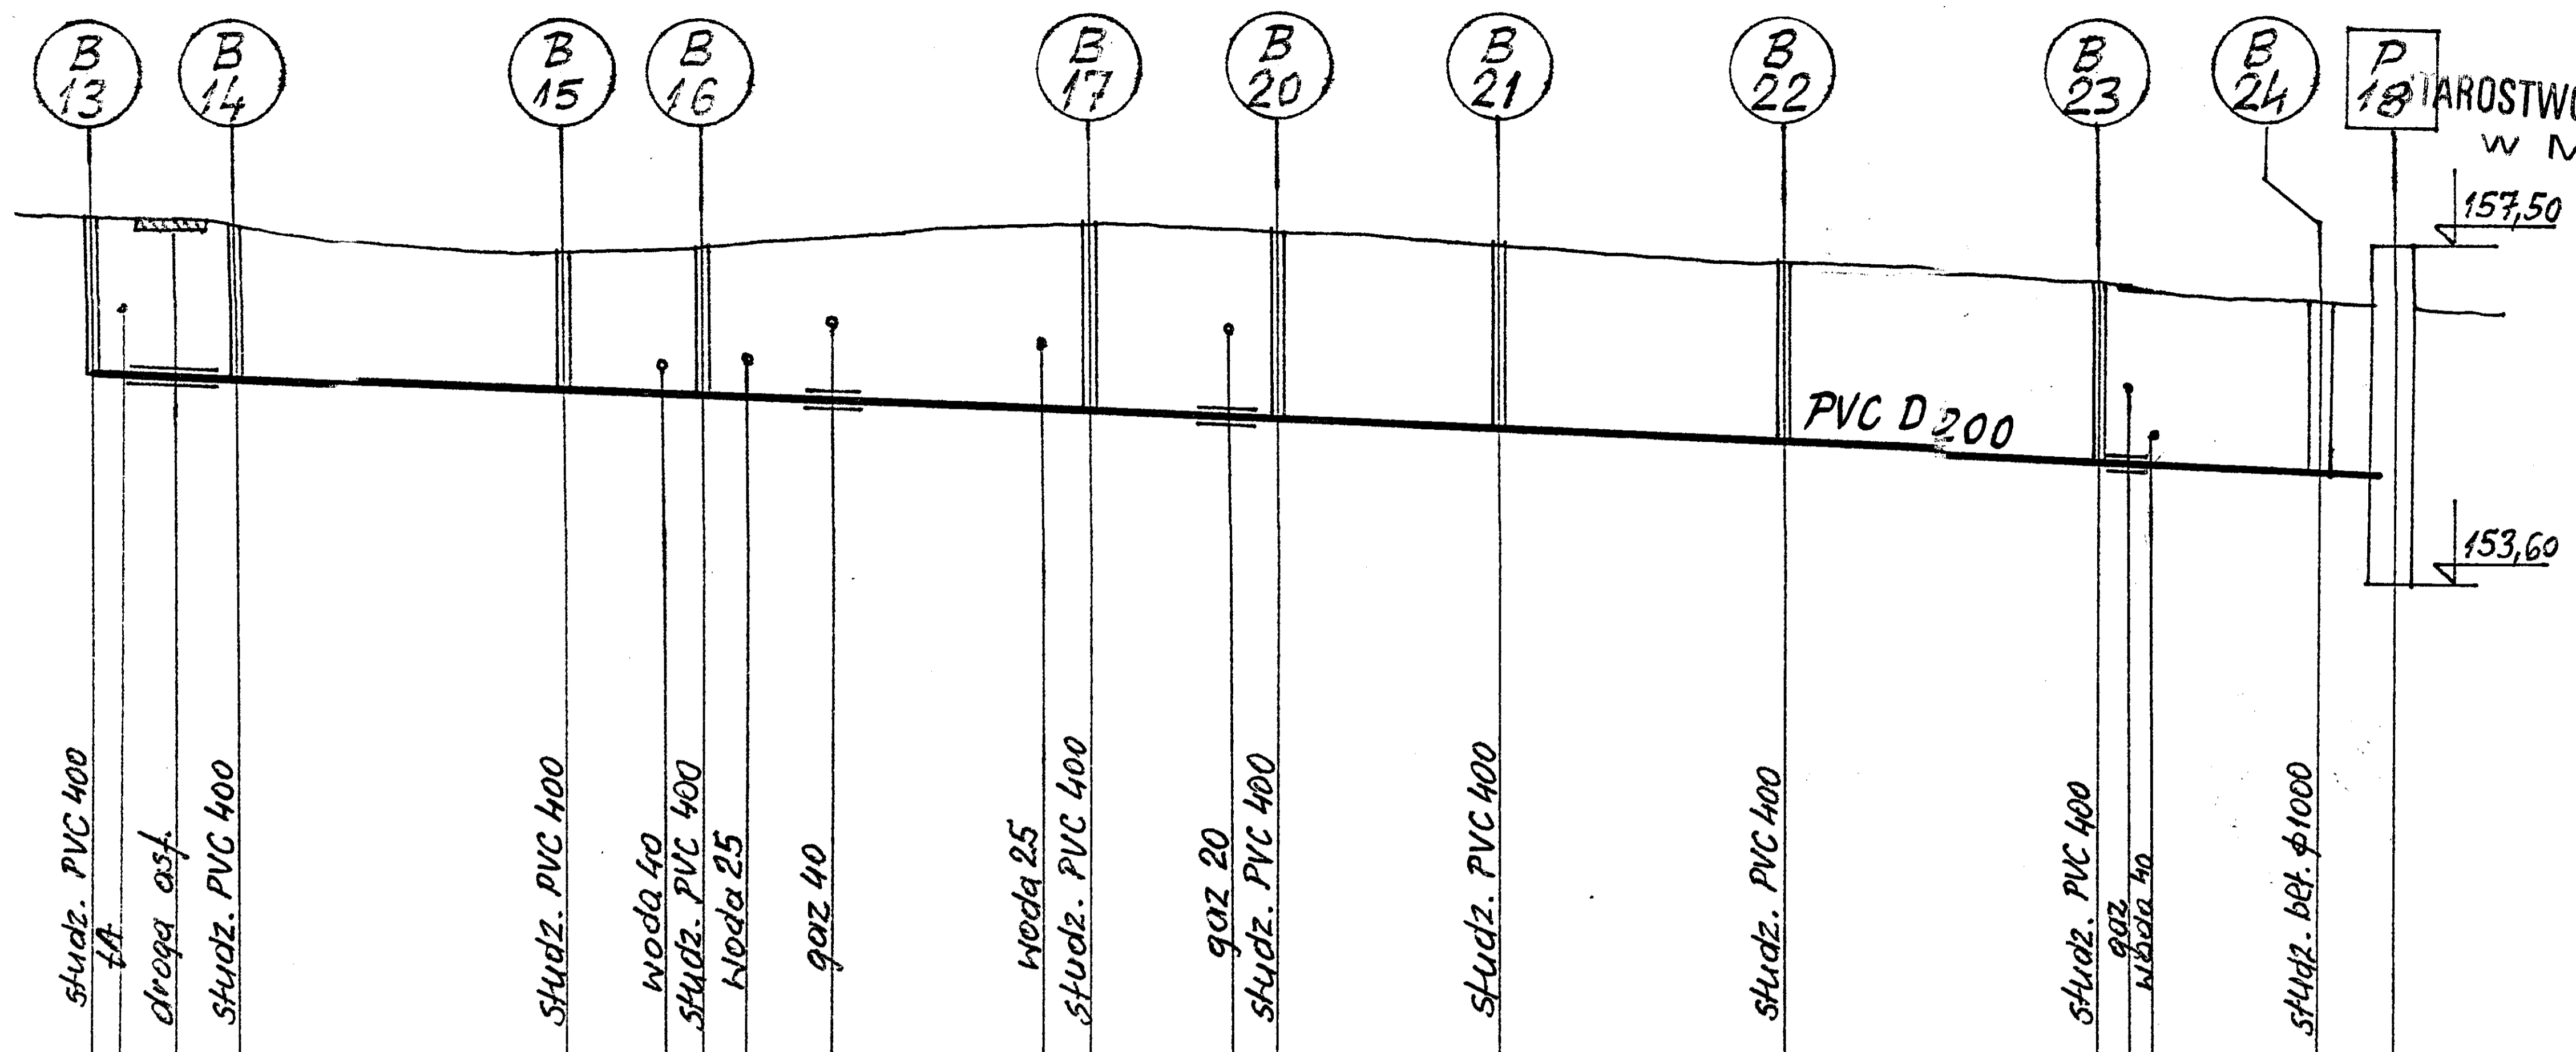 B
13
B
14
B
15
B
16
B
17
B
20
B
21
B
22
B
23
B
24
P
18
STAROSTWO
w M
157,50
PVC D 200
153,60
studz. PVC 400
tA
droga asf.
studz. PVC 400
studz. PVC 400
woda 40
studz. PVC 400
woda 25
gaz 40
woda 25
studz. PVC 400
gaz 20
studz. PVC 400
studz. PVC 400
studz. PVC 400
studz. PVC 400
gaz
woda 40
studz. bet. ϕ1000